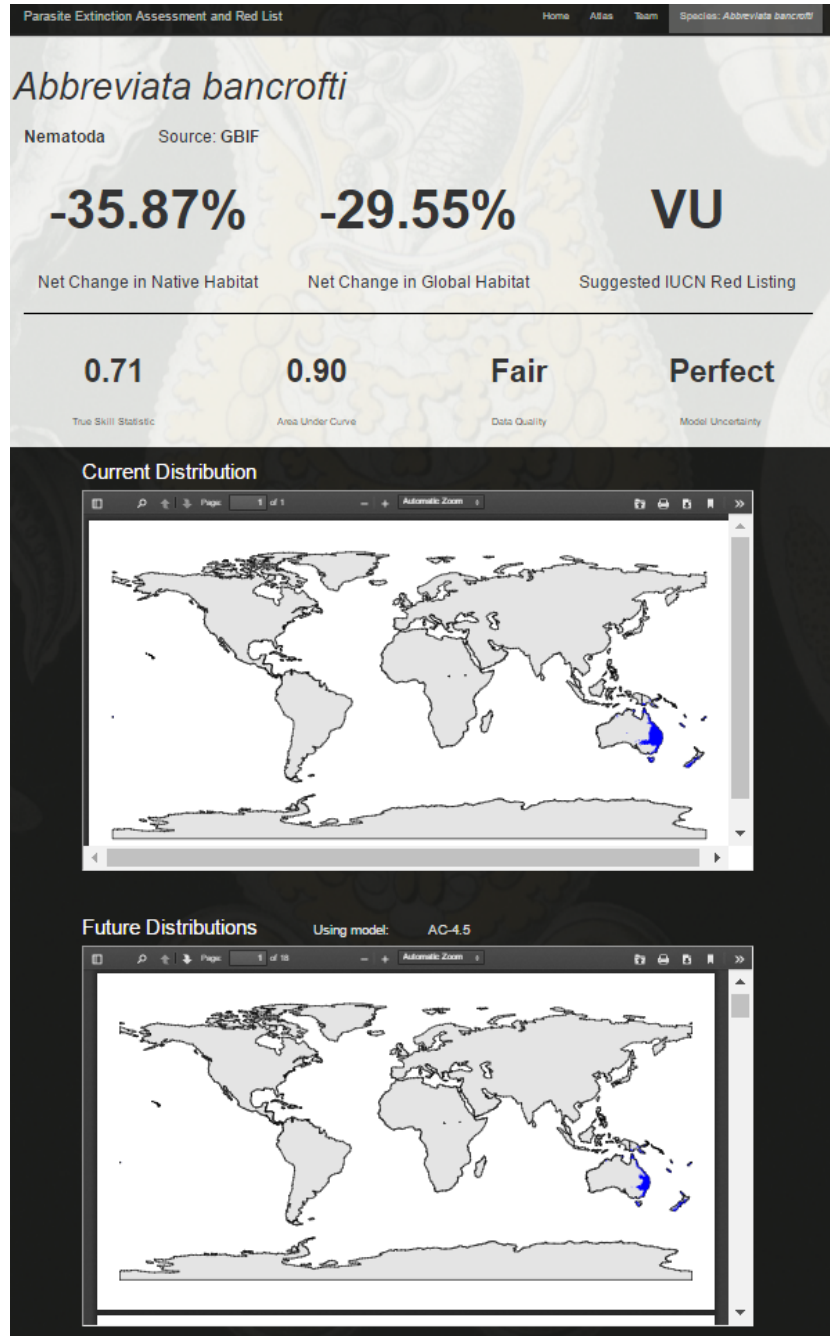 Parasite Extinction Assessment and Red List Home Atlas Team Species: Abbreviata bancrofti
Abbreviata bancrofti
Nematoda Source: GBIF
-35.87% -29.55% VU
Net Change in Native Habitat Net Change in Global Habitat Suggested IUCN Red Listing
0.71 0.90 Fair Perfect
True Skill Statistic Area Under Curve Data Quality Model Uncertainty
Current Distribution
Page: 1 of 1 Automatic Zoom
Future Distributions Using model: AC-4.5
Page: 1 of 18 Automatic Zoom